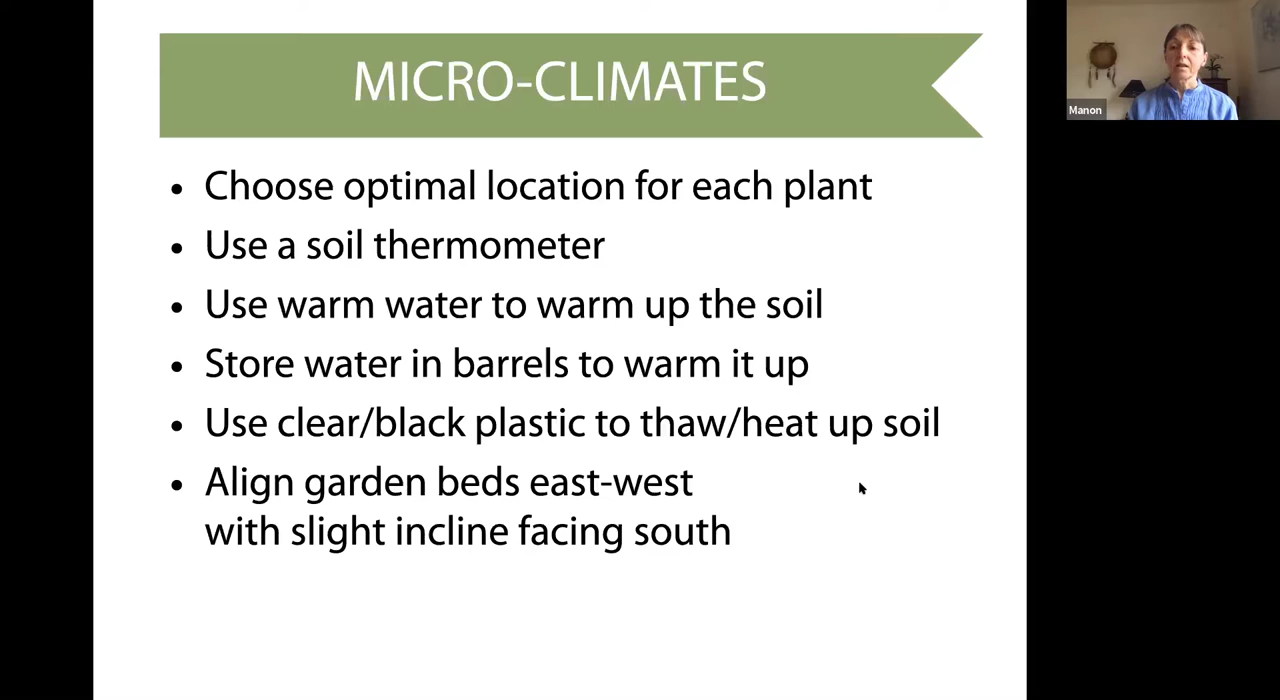 MICRO-CLIMATES
• Choose optimal location for each plant
• Use a soil thermometer
• Use warm water to warm up the soil
• Store water in barrels to warm it up
• Use clear/black plastic to thaw/heat up soil
• Align garden beds east-west
with slight incline facing south
Manon